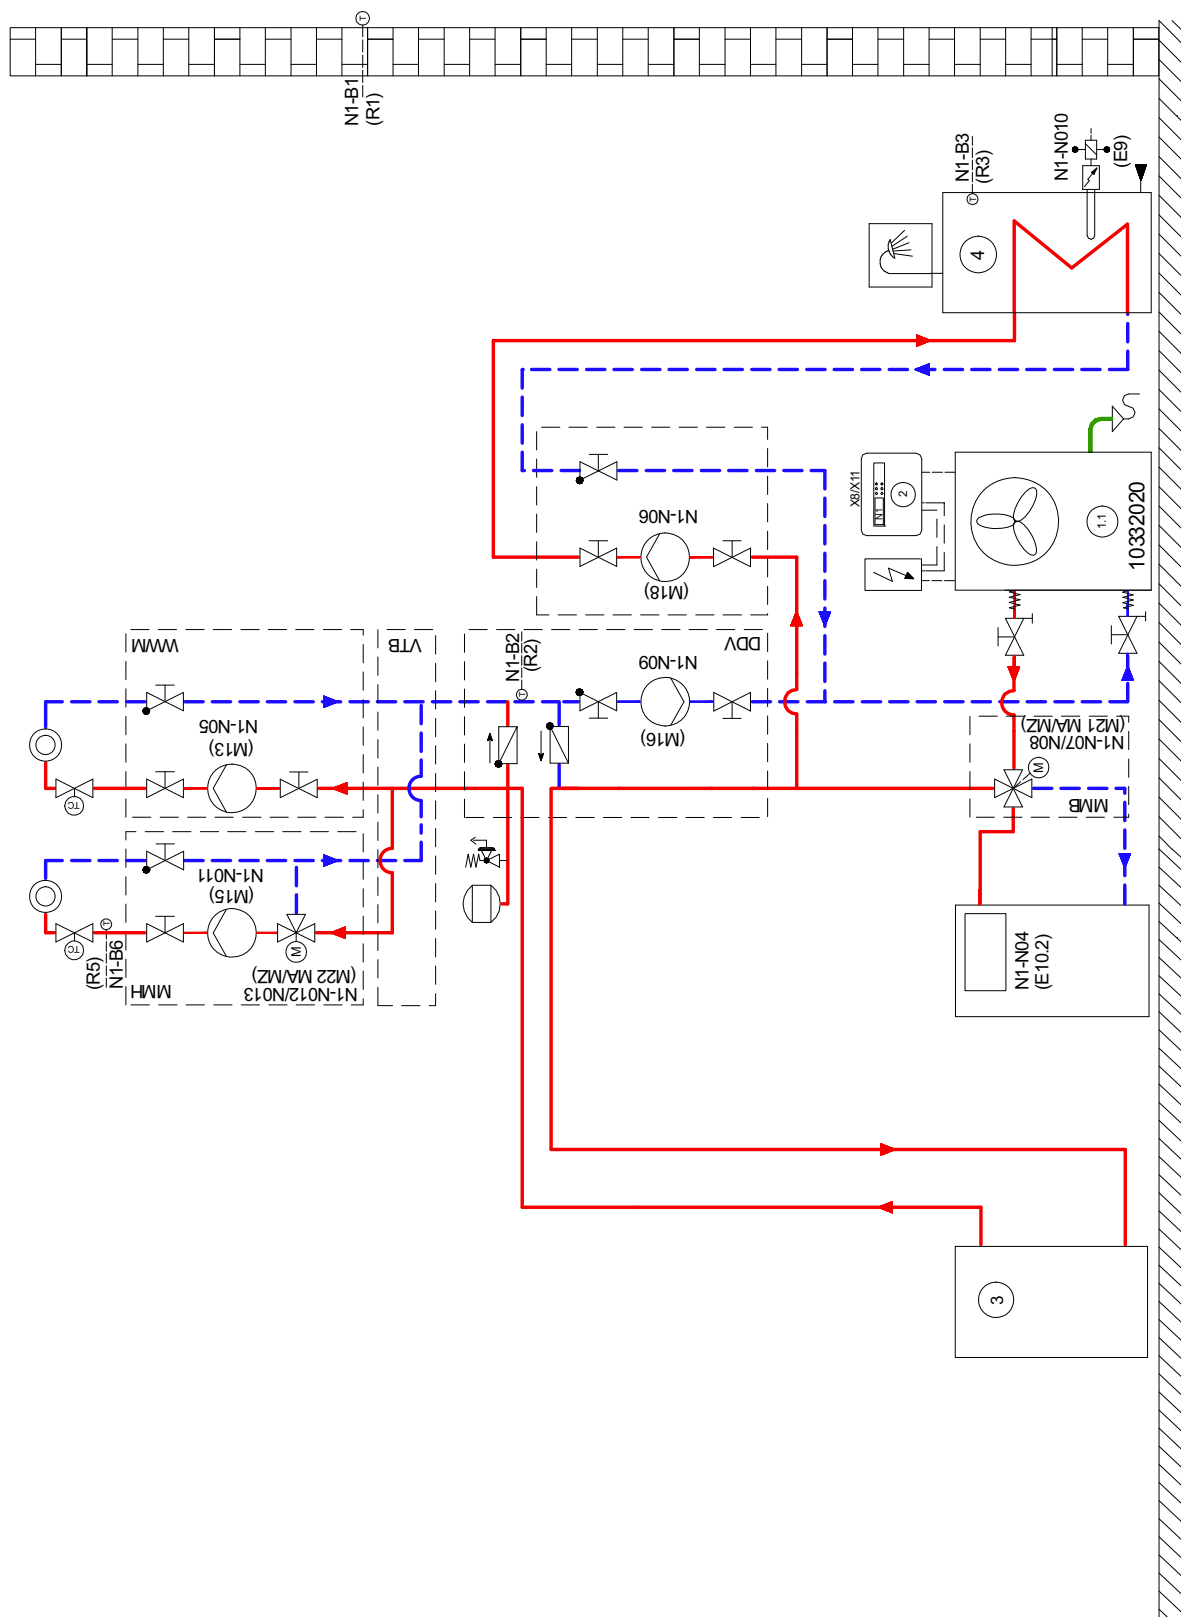 N1-B1
(R1)
N1-B3
(R3)
N1-N010
(E9)
T
T
4
X8/X11
N1
2
1.1
10332020
N1-N06
(M18)
WWM
N1-N05
(M13)
TC
VTB
N1-B2
(R2)
T
DDV
N1-N09
(M16)
N1-N07/N08
(M21 MA/MZ)
M
MMB
N1-N011
(M15)
TC
T
(R5)
N1-B6
M
N1-N012/N013
(M22 MA/MZ)
MMH
N1-N04
(E10.2)
3